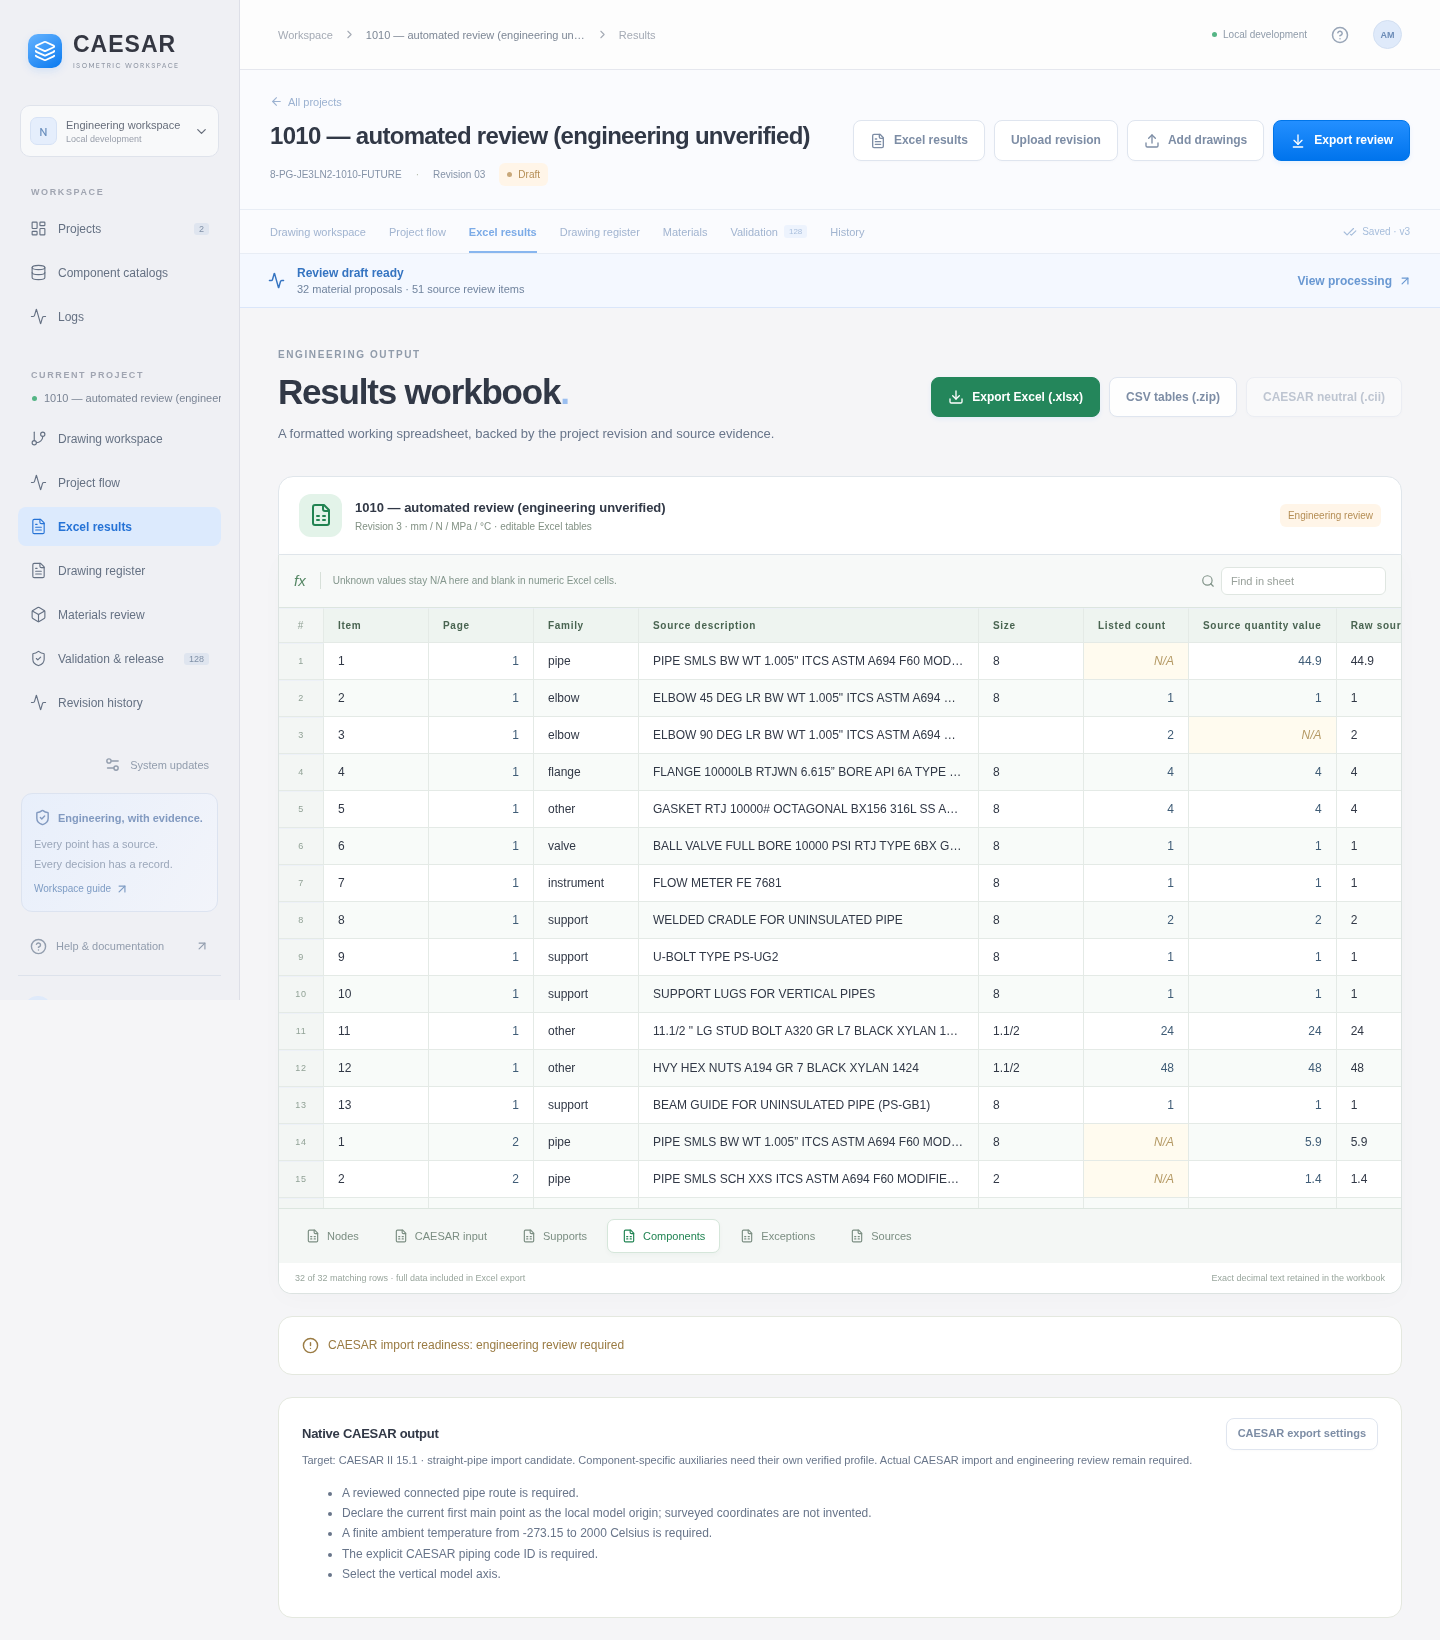 CAESAR
ISOMETRIC WORKSPACE
N
Engineering workspace
Local development
WORKSPACE
Projects 2
Component catalogs
Logs
CURRENT PROJECT
1010 — automated review (engineer
Drawing workspace
Project flow
Excel results
Drawing register
Materials review
Validation & release 128
Revision history
System updates
Engineering, with evidence.
Every point has a source.
Every decision has a record.
Workspace guide
Help & documentation
Workspace 1010 — automated review (engineering un… Results
Local development
AM
All projects
1010 — automated review (engineering unverified)
8-PG-JE3LN2-1010-FUTURE · Revision 03 Draft
Excel results Upload revision Add drawings Export review
Drawing workspace Project flow Excel results Drawing register Materials Validation 128 History
Saved · v3
Review draft ready
32 material proposals · 51 source review items
View processing
ENGINEERING OUTPUT
Results workbook.
A formatted working spreadsheet, backed by the project revision and source evidence.
Export Excel (.xlsx) CSV tables (.zip) CAESAR neutral (.cii)
1010 — automated review (engineering unverified)
Revision 3 · mm / N / MPa / °C · editable Excel tables
Engineering review
fx Unknown values stay N/A here and blank in numeric Excel cells.
Find in sheet
# Item Page Family Source description Size Listed count Source quantity value Raw sour
1 1 1 pipe PIPE SMLS BW WT 1.005" ITCS ASTM A694 F60 MOD… 8 N/A 44.9 44.9
2 2 1 elbow ELBOW 45 DEG LR BW WT 1.005" ITCS ASTM A694 … 8 1 1 1
3 3 1 elbow ELBOW 90 DEG LR BW WT 1.005" ITCS ASTM A694 … 2 N/A 2
4 4 1 flange FLANGE 10000LB RTJWN 6.615” BORE API 6A TYPE … 8 4 4 4
5 5 1 other GASKET RTJ 10000# OCTAGONAL BX156 316L SS A… 8 4 4 4
6 6 1 valve BALL VALVE FULL BORE 10000 PSI RTJ TYPE 6BX G… 8 1 1 1
7 7 1 instrument FLOW METER FE 7681 8 1 1 1
8 8 1 support WELDED CRADLE FOR UNINSULATED PIPE 8 2 2 2
9 9 1 support U-BOLT TYPE PS-UG2 8 1 1 1
10 10 1 support SUPPORT LUGS FOR VERTICAL PIPES 8 1 1 1
11 11 1 other 11.1/2 " LG STUD BOLT A320 GR L7 BLACK XYLAN 1… 1.1/2 24 24 24
12 12 1 other HVY HEX NUTS A194 GR 7 BLACK XYLAN 1424 1.1/2 48 48 48
13 13 1 support BEAM GUIDE FOR UNINSULATED PIPE (PS-GB1) 8 1 1 1
14 1 2 pipe PIPE SMLS BW WT 1.005” ITCS ASTM A694 F60 MOD… 8 N/A 5.9 5.9
15 2 2 pipe PIPE SMLS SCH XXS ITCS ASTM A694 F60 MODIFIE… 2 N/A 1.4 1.4
Nodes CAESAR input Supports Components Exceptions Sources
32 of 32 matching rows · full data included in Excel export
Exact decimal text retained in the workbook
CAESAR import readiness: engineering review required
Native CAESAR output
CAESAR export settings
Target: CAESAR II 15.1 · straight-pipe import candidate. Component-specific auxiliaries need their own verified profile. Actual CAESAR import and engineering review remain required.
• A reviewed connected pipe route is required.
• Declare the current first main point as the local model origin; surveyed coordinates are not invented.
• A finite ambient temperature from -273.15 to 2000 Celsius is required.
• The explicit CAESAR piping code ID is required.
• Select the vertical model axis.